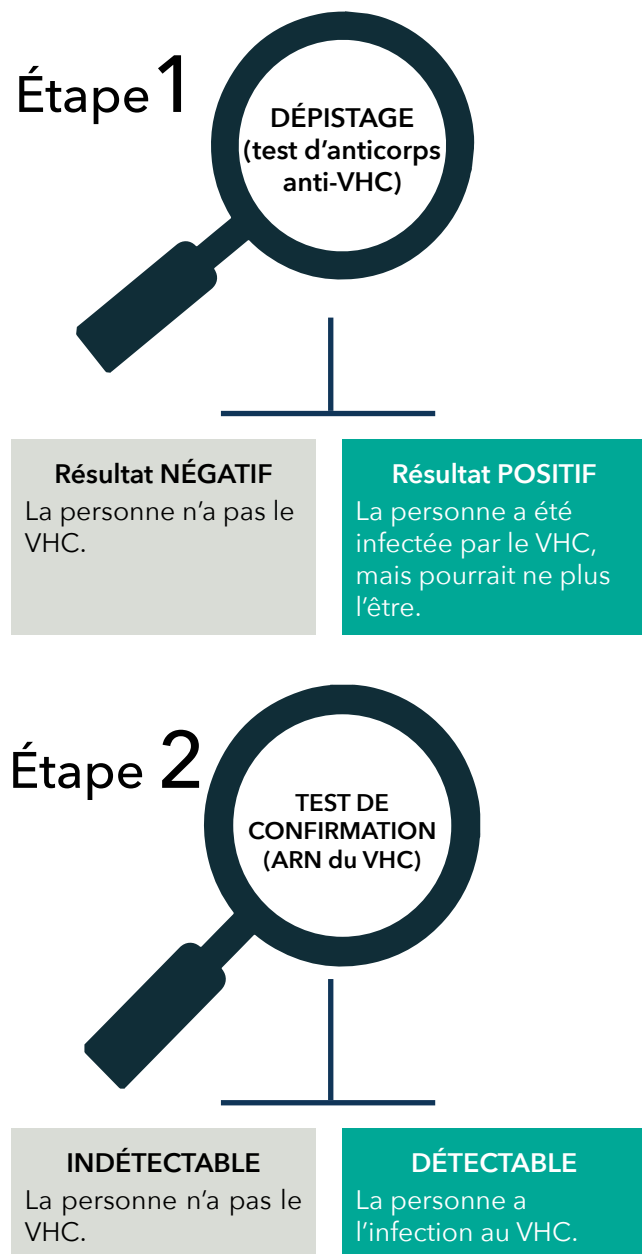 Étape 1
DÉPISTAGE
(test d’anticorps
anti-VHC)
Résultat NÉGATIF
La personne n’a pas le
VHC.
Résultat POSITIF
La personne a été
infectée par le VHC,
mais pourrait ne plus
l’être.
Étape 2
TEST DE
CONFIRMATION
(ARN du VHC)
INDÉTECTABLE
La personne n’a pas le
VHC.
DÉTECTABLE
La personne a
l’infection au VHC.